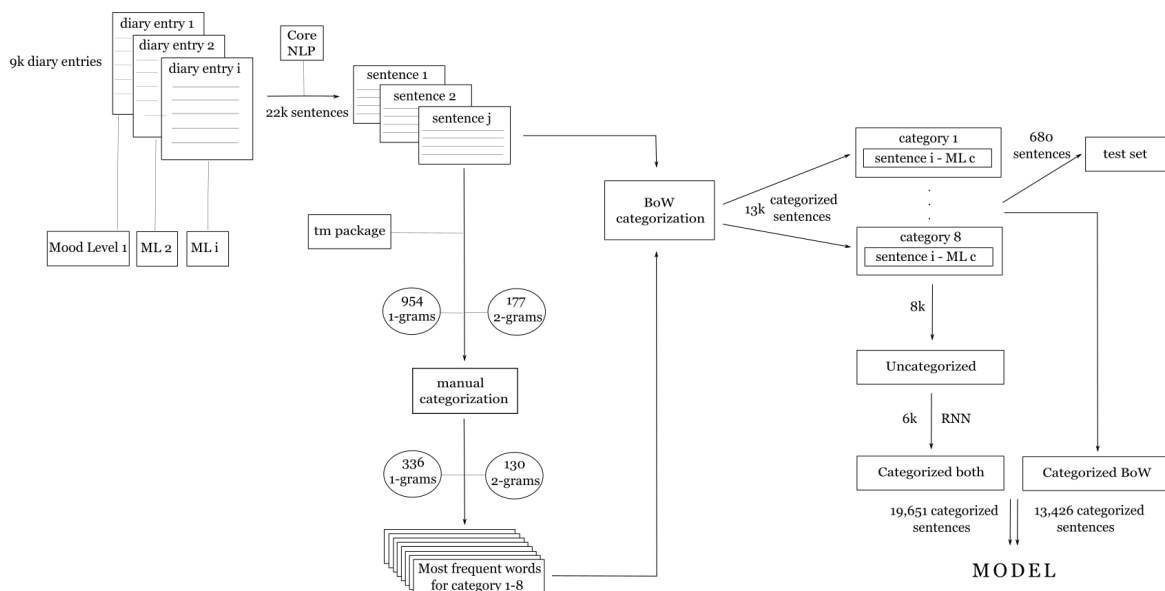 diary entry 1
diary entry 2
diary entry i
9k diary entries
Core
NLP
22k sentences
sentence 1
sentence 2
sentence j
Mood Level 1
ML 2
ML i
tm package
954
1-grams
177
2-grams
manual
categorization
336
1-grams
130
2-grams
Most frequent words
for category 1-8
BoW
categorization
13k categorized
sentences
category 1
sentence i - ML c
.
.
.
category 8
sentence i - ML c
680
sentences
test set
8k
Uncategorized
6k
RNN
Categorized both
Categorized BoW
19,651 categorized
sentences
13,426 categorized
sentences
MODEL